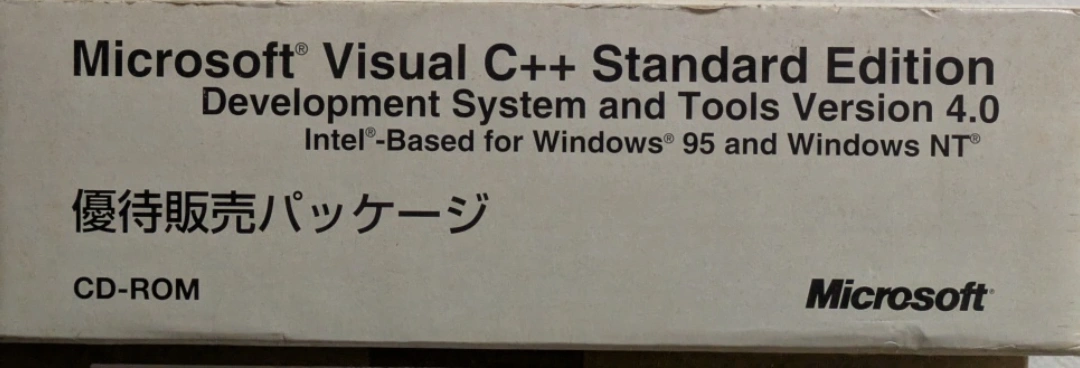 Microsoft® Visual C++ Standard Edition
Development System and Tools Version 4.0
Intel®-Based for Windows® 95 and Windows NT®
優待販売パッケージ
CD-ROM
Microsoft®